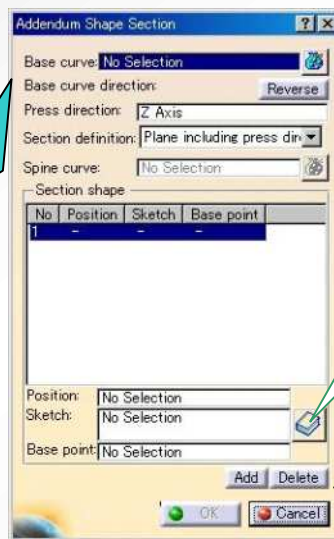 Addendum Shape Section
Base curve: No Selection
Base curve direction: Reverse
Press direction: Z Axis
Section definition: Plane including press dire
Spine curve: No Selection
Section shape
No Position Sketch Base point
1 - - -
Position: No Selection
Sketch: No Selection
Base point: No Selection
Add Delete
OK Cancel